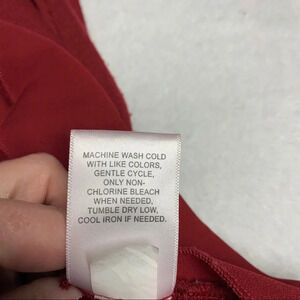 MACHINE WASH COLD
WITH LIKE COLORS,
GENTLE CYCLE,
ONLY NON-
CHLORINE BLEACH
WHEN NEEDED,
TUMBLE DRY LOW,
COOL IRON IF NEEDED.